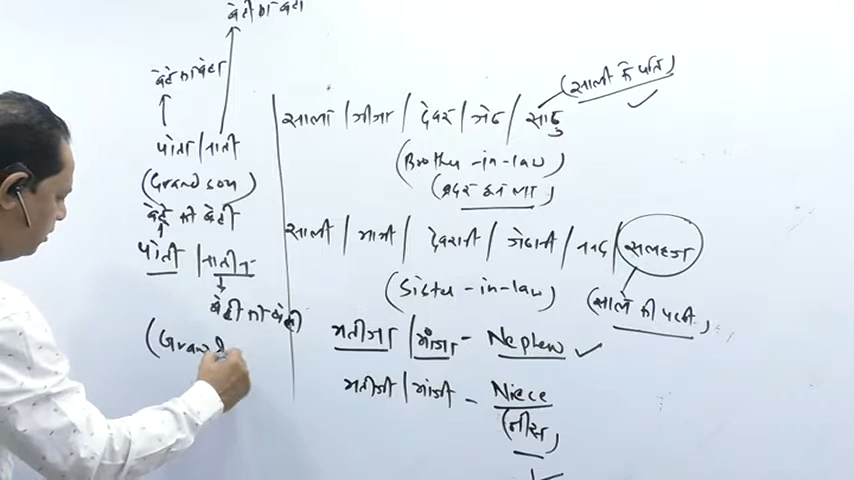 बेटी का बेटा
बेटे का बेटा
पोता / नाती
(Grand son)
बेटे की बेटी
पोती / नातीन
बेटी की बेटी
(Grand
साला / जीजा / देवर / जेठ / साढु
(साली के पति)
(Brother-in-law)
(ब्रदर इन ला)
साली / भाभी / देवरानी / जेठानी / ननद / सलहज
(Sister-in-law)
(साले की पत्नी)
भतीजा / भाँजा - Nephew
भतीजी / भांजी - Niece
(नीस)